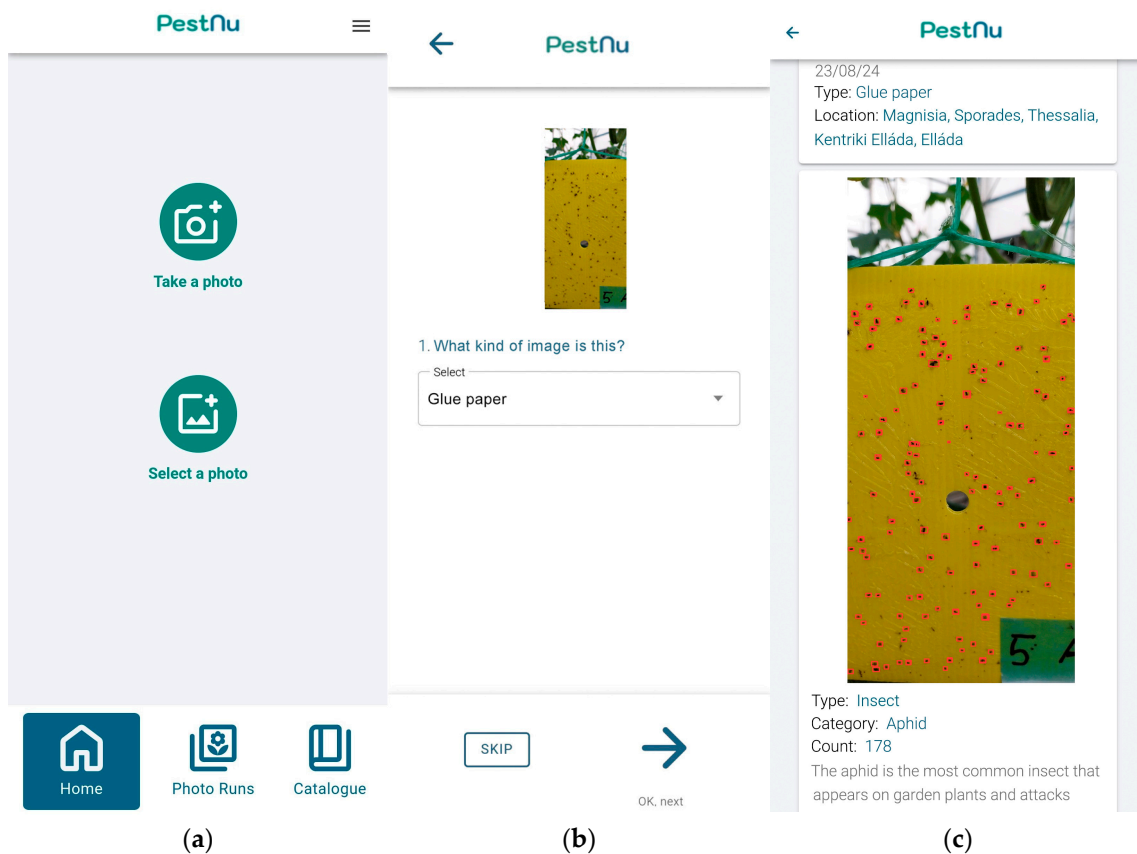 PestNu
Take a photo
Select a photo
Home
Photo Runs
Catalogue
(a)
PestNu
1. What kind of image is this?
Select
Glue paper
5
SKIP
OK, next
(b)
PestNu
23/08/24
Type: Glue paper
Location: Magnisia, Sporades, Thessalia,
Kentriki Elláda, Elláda
5 A
Type: Insect
Category: Aphid
Count: 178
The aphid is the most common insect that
appears on garden plants and attacks
(c)